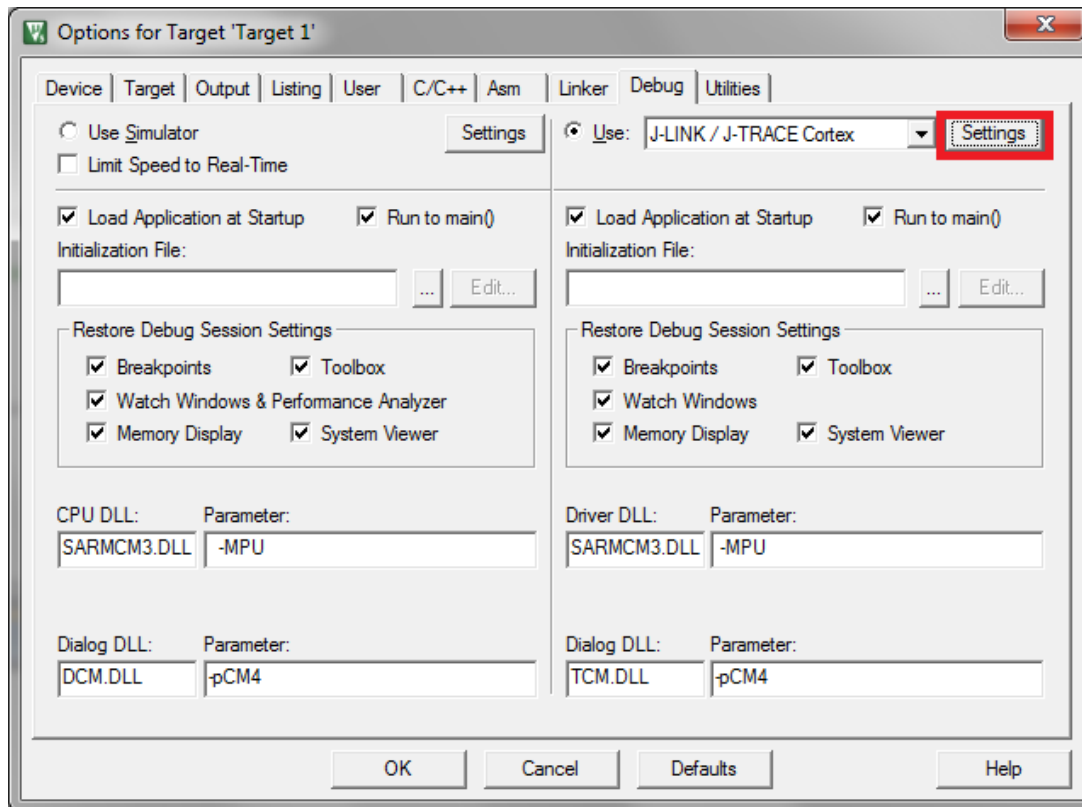 Options for Target 'Target 1'
Device Target Output Listing User C/C++ Asm Linker Debug Utilities
Use Simulator Settings
Limit Speed to Real-Time
Use: J-LINK / J-TRACE Cortex Settings
Load Application at Startup Run to main()
Initialization File:
... Edit...
Restore Debug Session Settings
Breakpoints Toolbox
Watch Windows & Performance Analyzer
Memory Display System Viewer
CPU DLL: Parameter:
SARMCM3.DLL -MPU
Dialog DLL: Parameter:
DCM.DLL -pCM4
Load Application at Startup Run to main()
Initialization File:
... Edit...
Restore Debug Session Settings
Breakpoints Toolbox
Watch Windows
Memory Display System Viewer
Driver DLL: Parameter:
SARMCM3.DLL -MPU
Dialog DLL: Parameter:
TCM.DLL -pCM4
OK Cancel Defaults Help